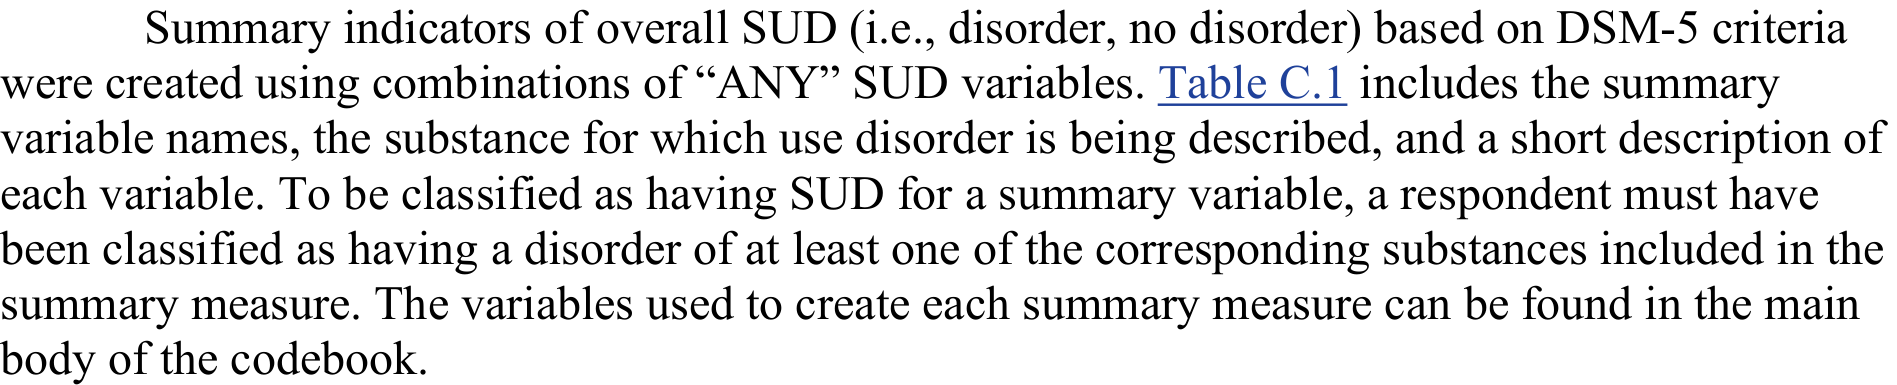 Summary indicators of overall SUD (i.e., disorder, no disorder) based on DSM-5 criteria
were created using combinations of “ANY” SUD variables. Table C.1 includes the summary
variable names, the substance for which use disorder is being described, and a short description of
each variable. To be classified as having SUD for a summary variable, a respondent must have
been classified as having a disorder of at least one of the corresponding substances included in the
summary measure. The variables used to create each summary measure can be found in the main
body of the codebook.